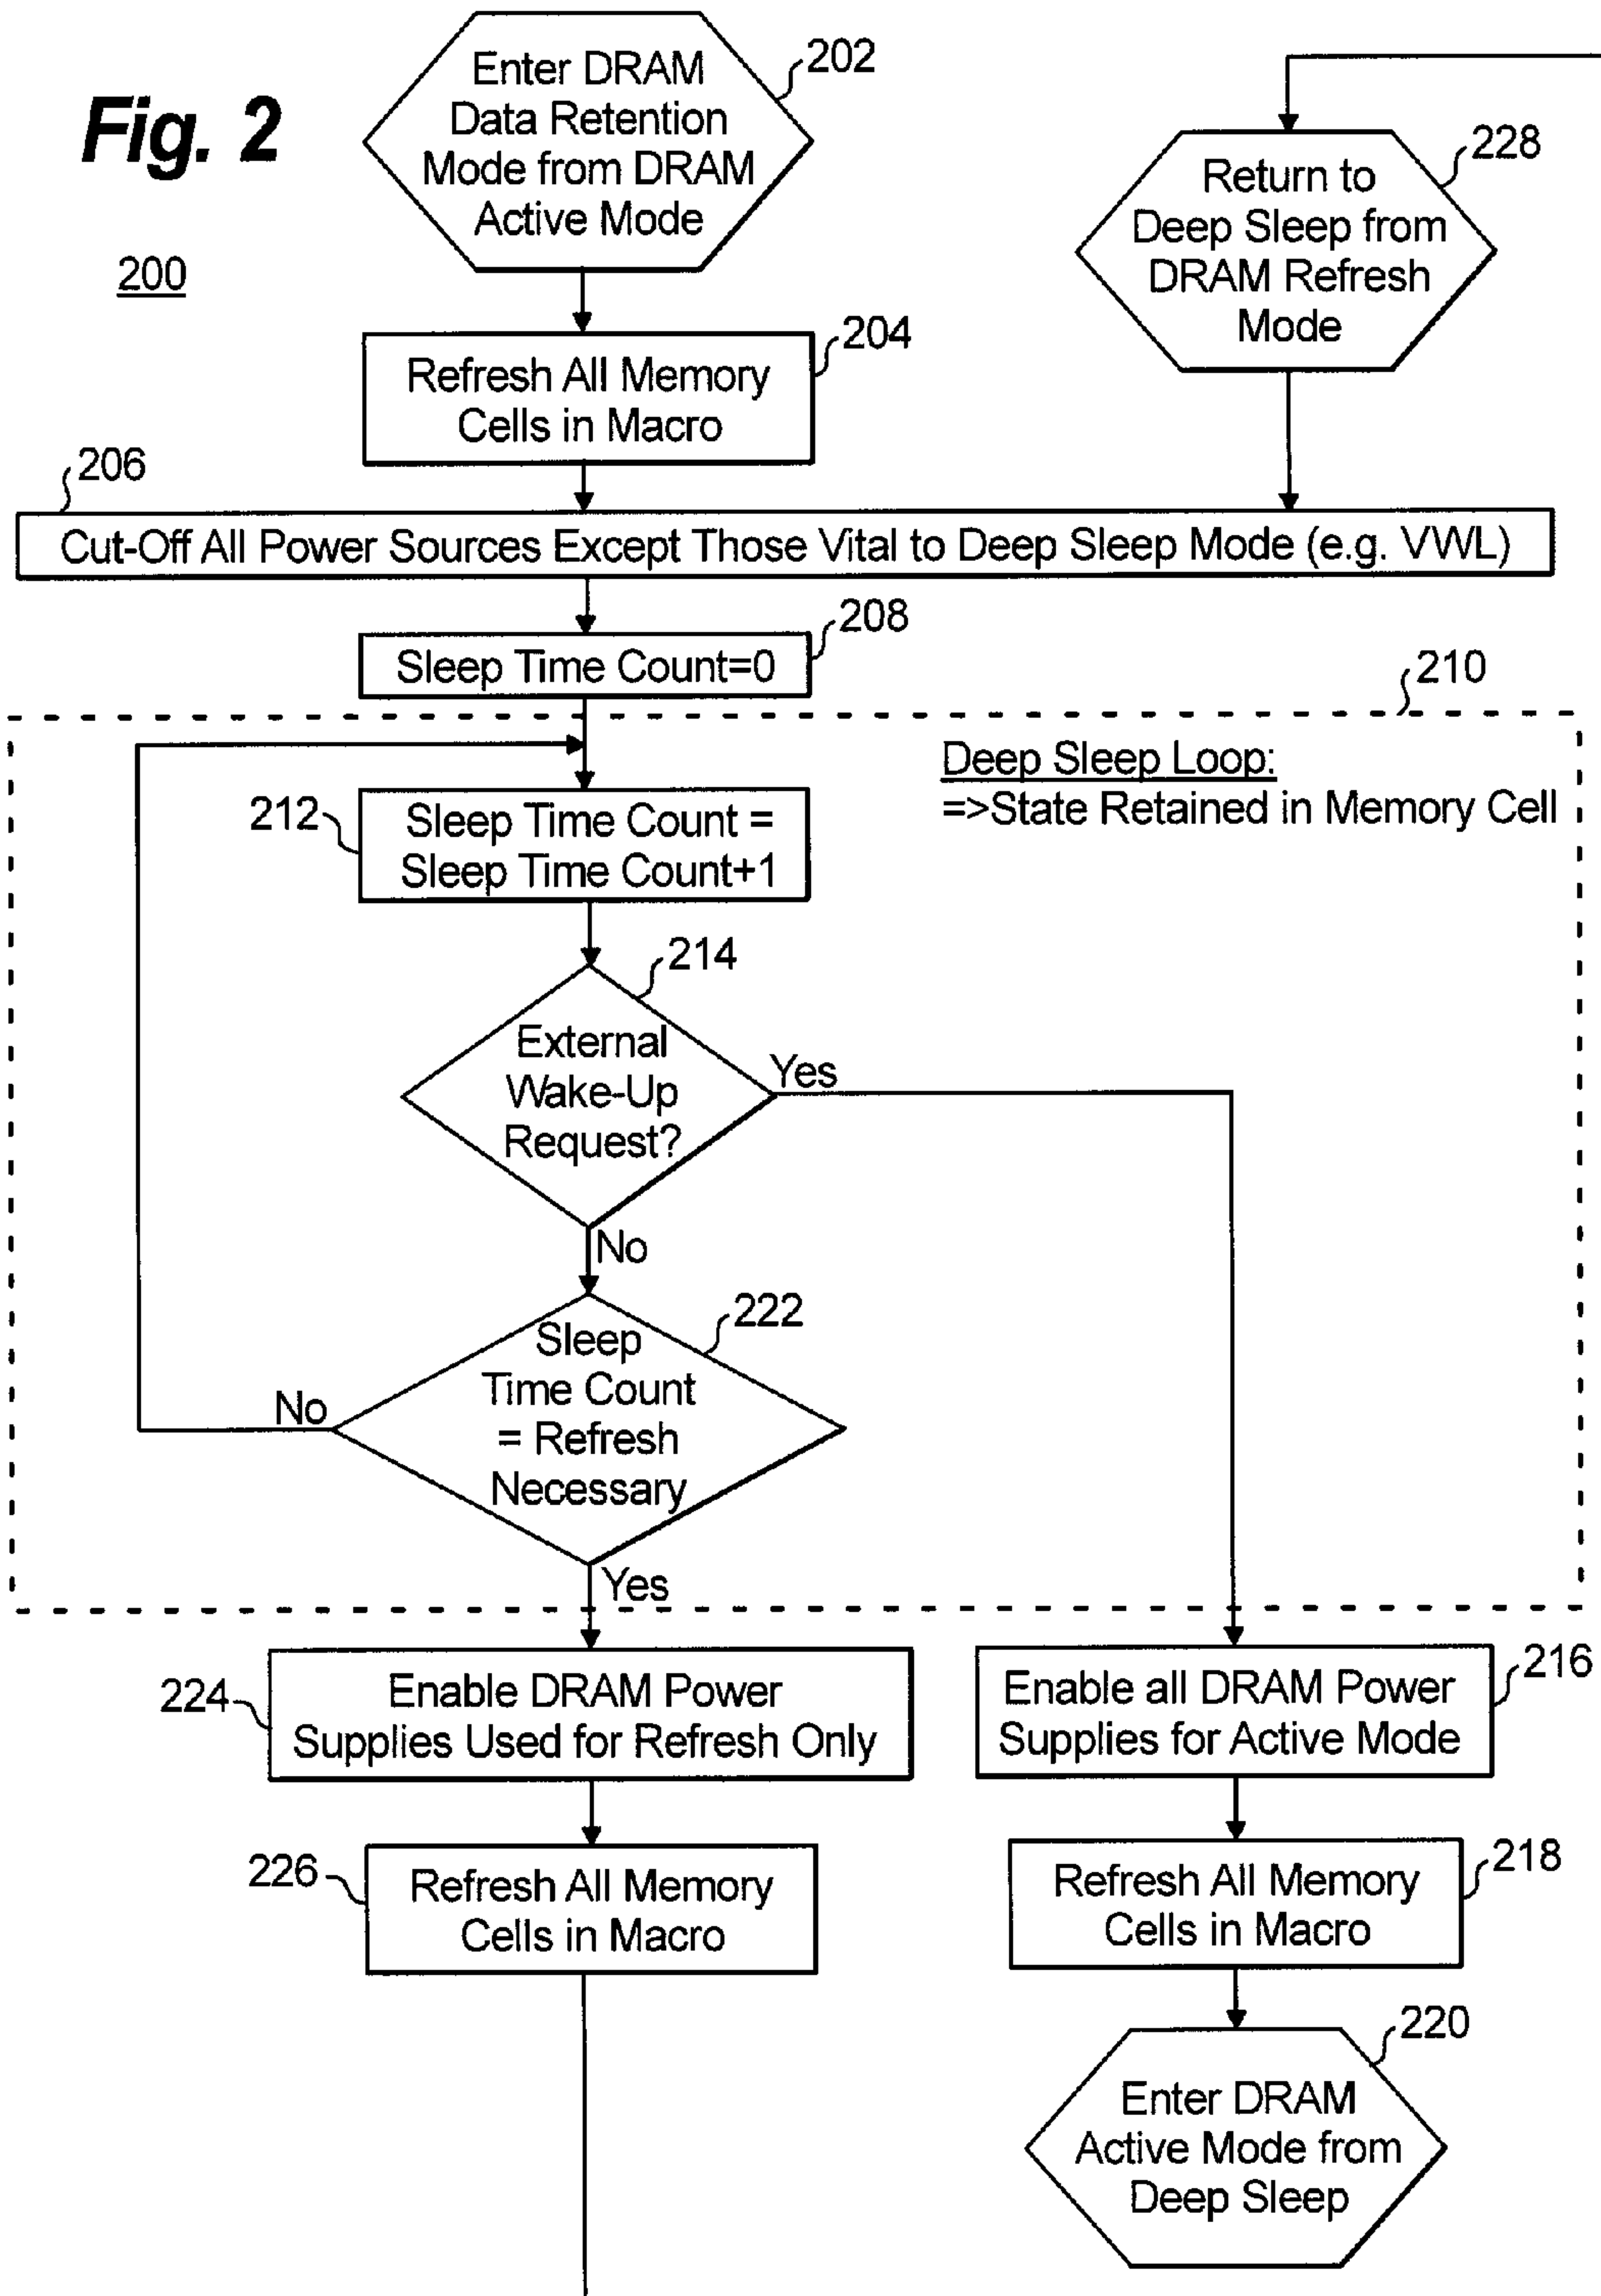 Fig. 2
200
Enter DRAM
Data Retention
Mode from DRAM
Active Mode
202
Return to
Deep Sleep from
DRAM Refresh
Mode
228
Refresh All Memory
Cells in Macro
204
206
Cut-Off All Power Sources Except Those Vital to Deep Sleep Mode (e.g. VWL)
Sleep Time Count=0
208
210
Deep Sleep Loop:
=>State Retained in Memory Cell
212
Sleep Time Count =
Sleep Time Count+1
214
External
Wake-Up
Request?
Yes
No
222
Sleep
Time Count
= Refresh
Necessary
No
Yes
224
Enable DRAM Power
Supplies Used for Refresh Only
Enable all DRAM Power
Supplies for Active Mode
216
226
Refresh All Memory
Cells in Macro
Refresh All Memory
Cells in Macro
218
220
Enter DRAM
Active Mode from
Deep Sleep